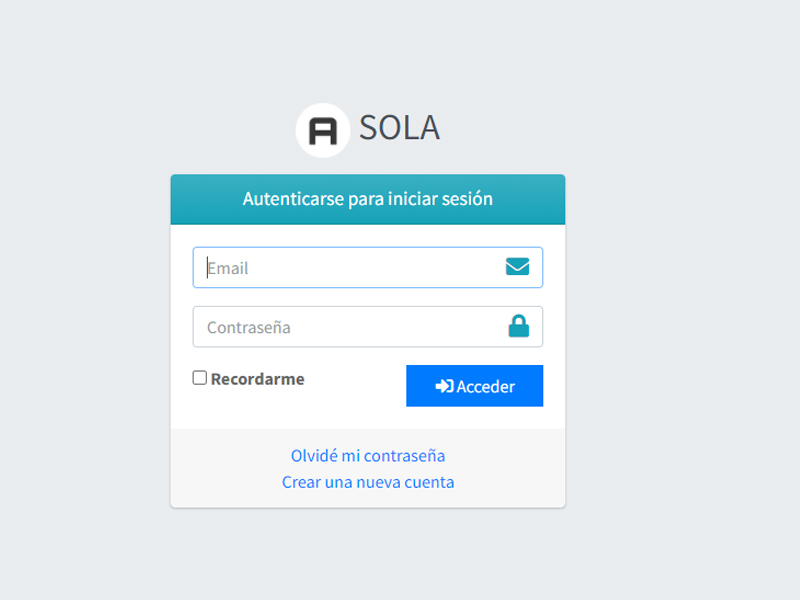 A SOLA
Autenticarse para iniciar sesión
Email
Contraseña
Recordarme
Acceder
Olvidé mi contraseña
Crear una nueva cuenta